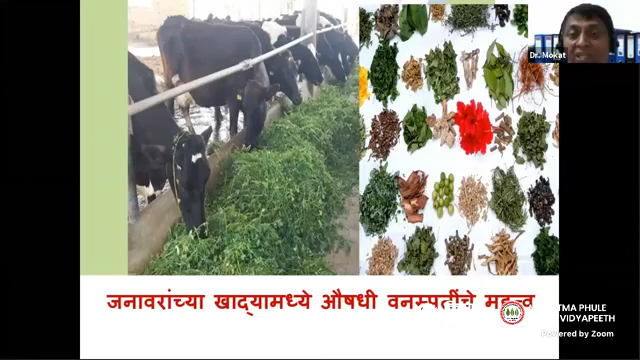 Dr. Mokat
जनावरांच्या खाद्यामध्ये औषधी वनस्पतींचे महत्त्व
TMA PHULE
VIDYAPEETH
Powered by Zoom